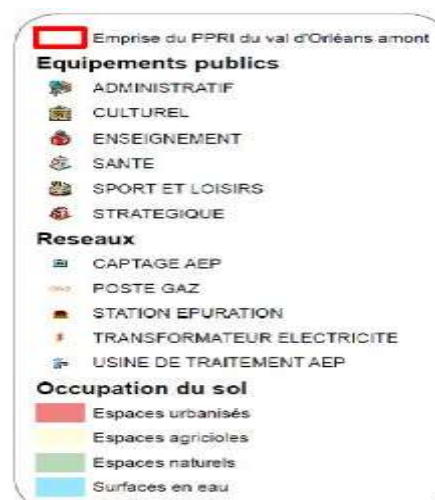 Emprise du PPRI du val d'Orléans amont
Equipements publics
ADMINISTRATIF
CULTUREL
ENSEIGNEMENT
SANTE
SPORT ET LOISIRS
STRATEGIQUE
Reseaux
CAPTAGE AEP
POSTE GAZ
STATION EPURATION
TRANSFORMATEUR ELECTRICITE
USINE DE TRAITEMENT AEP
Occupation du sol
Espaces urbanisés
Espaces agricioles
Espaces naturels
Surfaces en eau